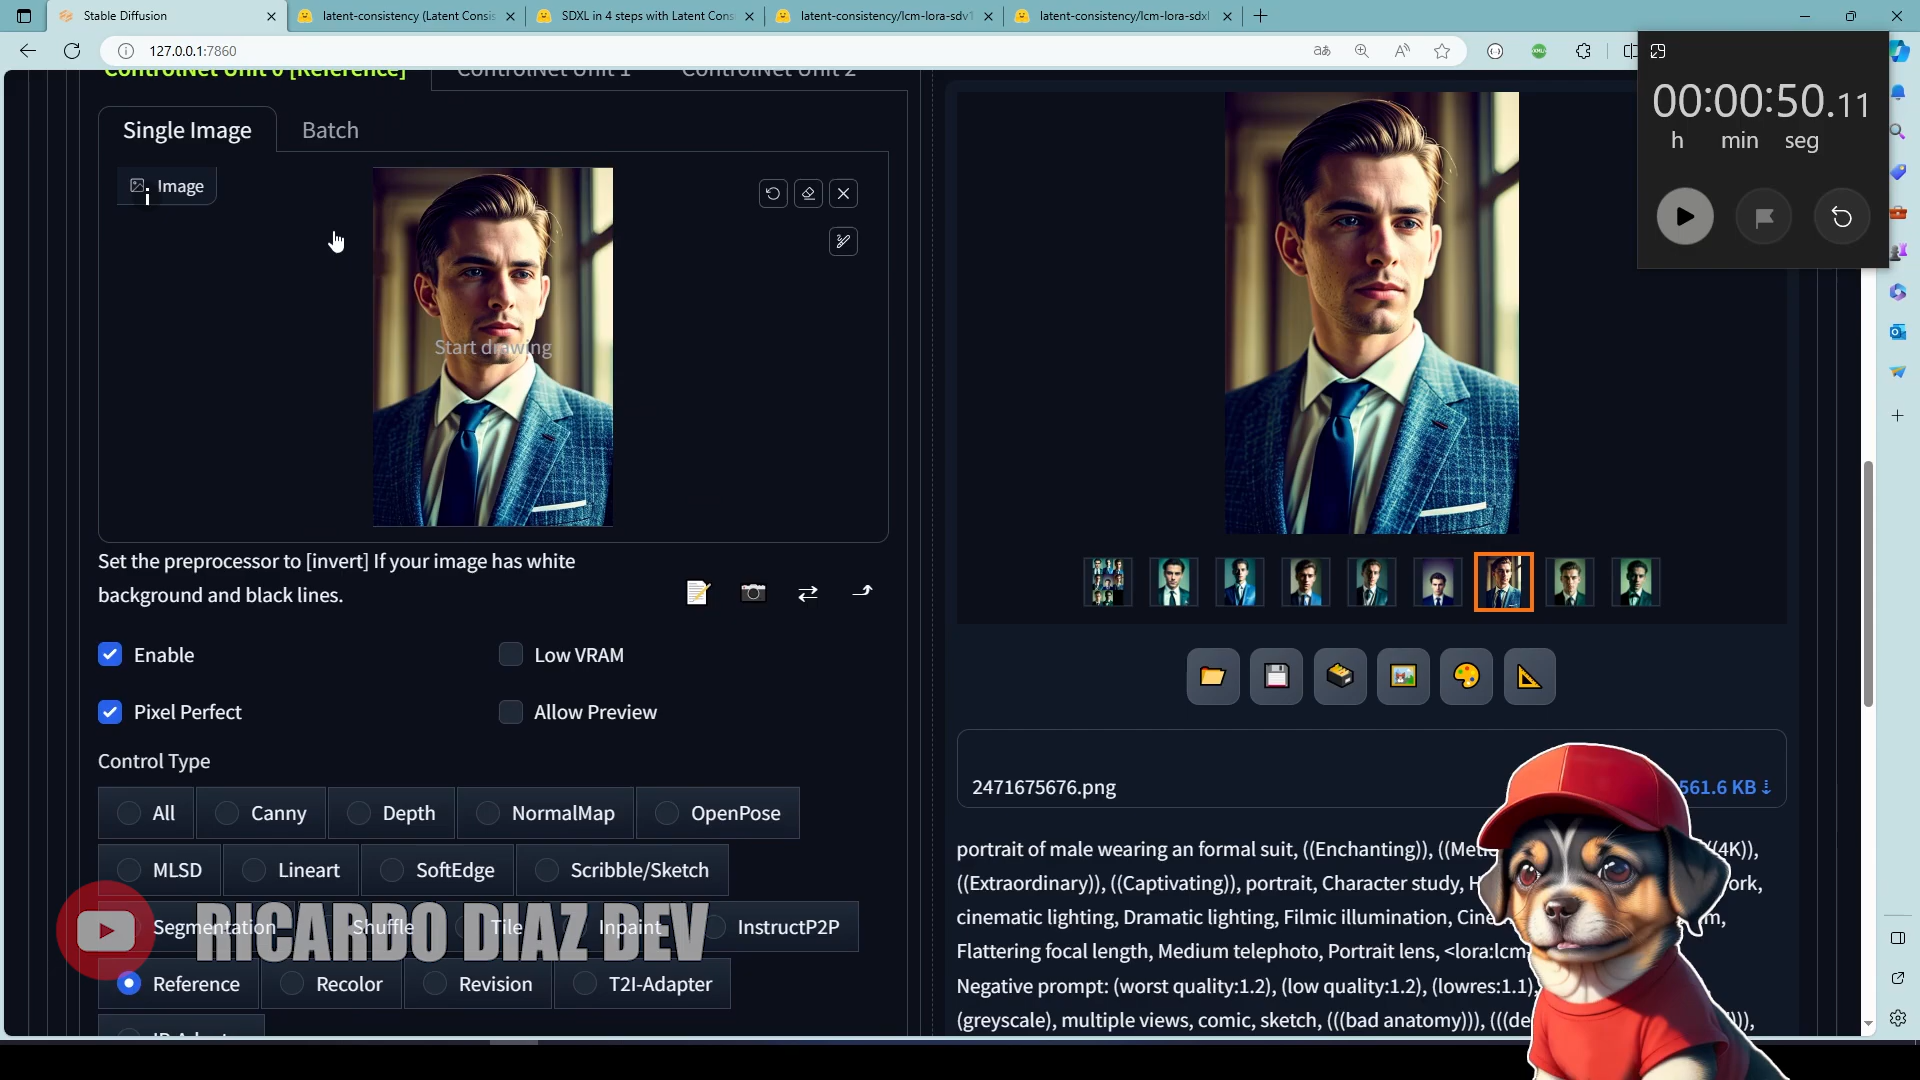 Stable Diffusion
latent-consistency (Latent Consis
SDXL in 4 steps with Latent Con
latent-consistency/lcm-lora-sdv1
latent-consistency/lcm-lora-sdxl
127.0.0.1:7860
ControlNet Unit 0 [Reference]
ControlNet Unit 1
ControlNet Unit 2
00:00:50.11
h min seg
Single Image
Batch
Image
Start drawing
Set the preprocessor to [invert] If your image has white
background and black lines.
Enable
Low VRAM
Pixel Perfect
Allow Preview
Control Type
All
Canny
Depth
NormalMap
OpenPose
MLSD
Lineart
SoftEdge
Scribble/Sketch
Segmentation
Shuffle
Tile
Inpaint
InstructP2P
RICARDO DIAZ DEV
Reference
Recolor
Revision
T2I-Adapter
2471675676.png
561.6 KB ↓
portrait of male wearing an formal suit, ((Enchanting)), ((4K)),
((Extraordinary)), ((Captivating)), portrait, Character study,
cinematic lighting, Dramatic lighting, Filmic illumination,
Flattering focal length, Medium telephoto, Portrait lens, <lora:lcm
Negative prompt: (worst quality:1.2), (low quality:1.2), (lowres:1.1),
(greyscale), multiple views, comic, sketch, (((bad anatomy))),